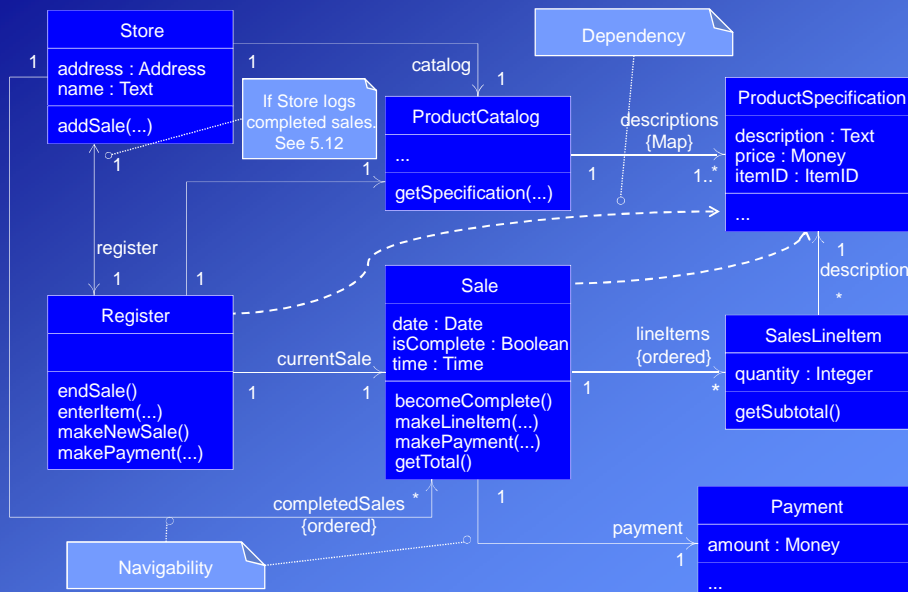 Store
address : Address
name : Text
addSale(...)
1
1
catalog
1
Dependency
If Store logs
completed sales.
See 5.12
ProductCatalog
...
getSpecification(...)
descriptions
{Map}
1
1..*
ProductSpecification
description : Text
price : Money
itemID : ItemID
...
1
1
register
1
1
Register
endSale()
enterItem(...)
makeNewSale()
makePayment(...)
currentSale
1
1
Sale
date : Date
isComplete : Boolean
time : Time
becomeComplete()
makeLineItem(...)
makePayment(...)
getTotal()
lineItems
{ordered}
1
*
1
description
*
SalesLineItem
quantity : Integer
getSubtotal()
completedSales
{ordered}
*
1
payment
1
Payment
amount : Money
...
Navigability